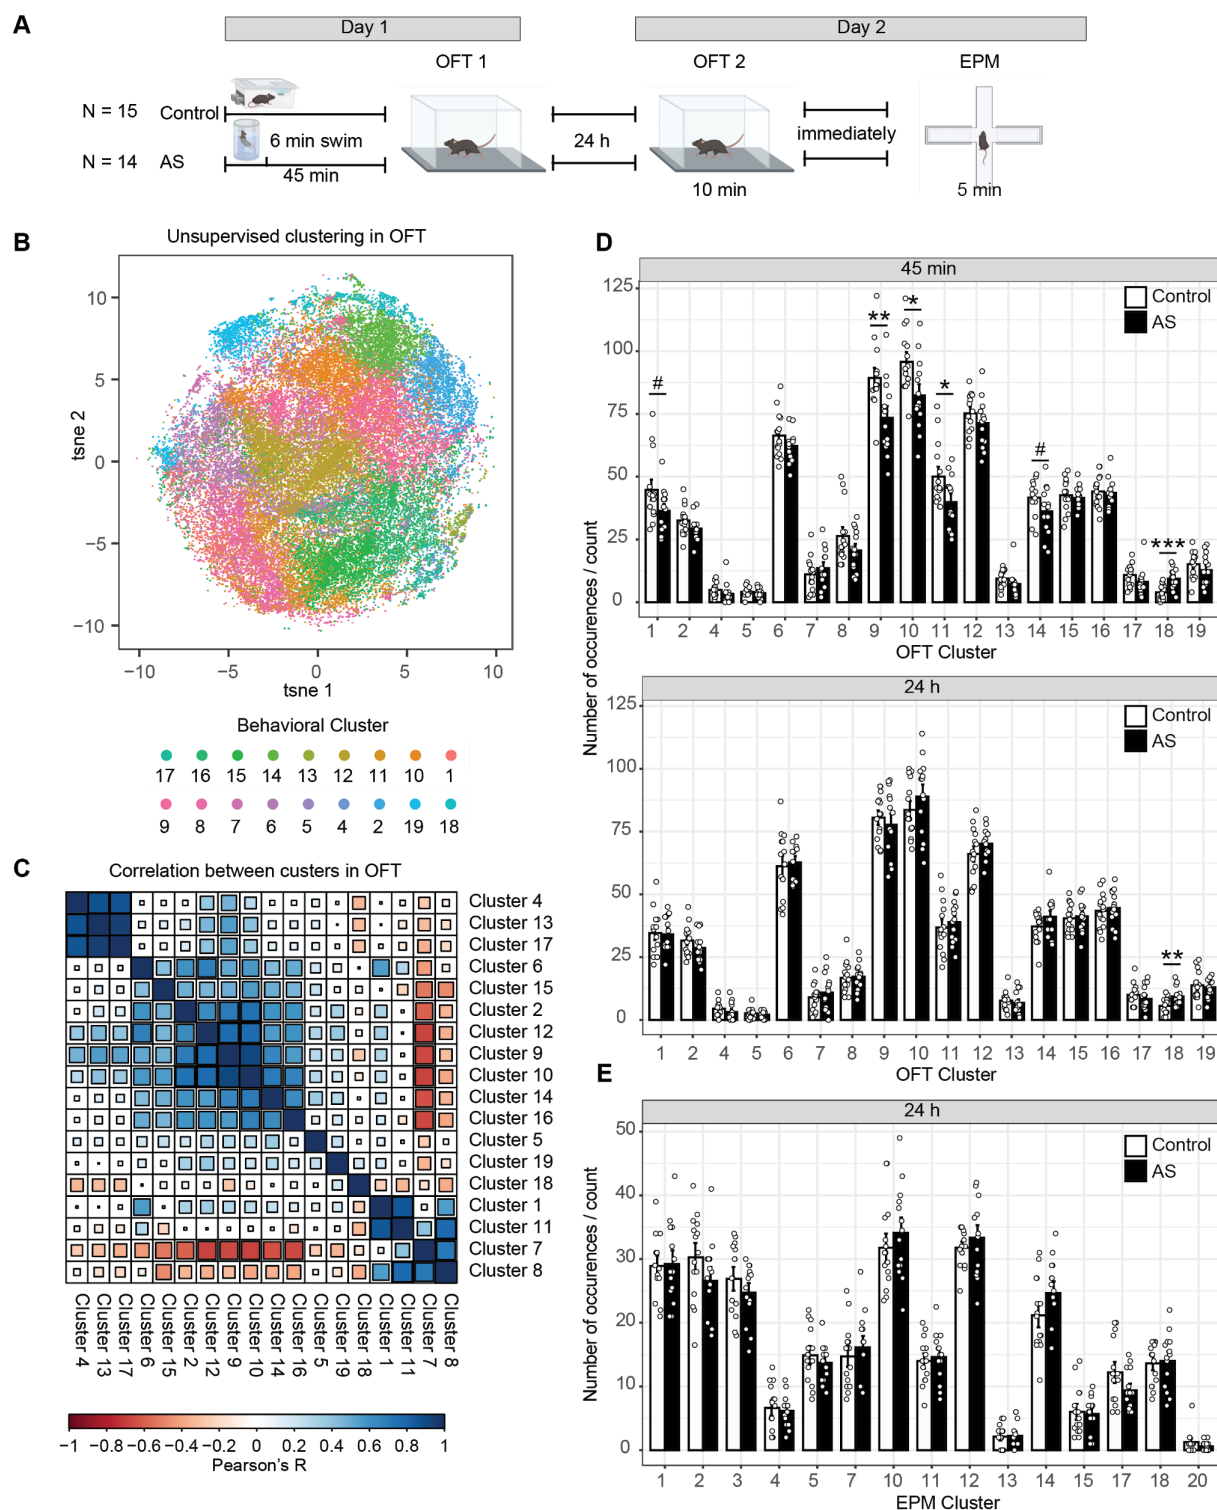 A
Day 1
Day 2
OFT 1
OFT 2
EPM
N = 15
Control
6 min swim
24 h
immediately
N = 14
AS
45 min
10 min
5 min
B
Unsupervised clustering in OFT
10
5
0
−5
−10
tsne 2
−10
−5
0
5
10
tsne 1
Behavioral Cluster
17
16
15
14
13
12
11
10
1
9
8
7
6
5
4
2
19
18
C
Correlation between custers in OFT
Cluster 4
Cluster 13
Cluster 17
Cluster 6
Cluster 15
Cluster 2
Cluster 12
Cluster 9
Cluster 10
Cluster 14
Cluster 16
Cluster 5
Cluster 19
Cluster 18
Cluster 1
Cluster 11
Cluster 7
Cluster 8
Cluster 4
Cluster 13
Cluster 17
Cluster 6
Cluster 15
Cluster 2
Cluster 12
Cluster 9
Cluster 10
Cluster 14
Cluster 16
Cluster 5
Cluster 19
Cluster 18
Cluster 1
Cluster 11
Cluster 7
Cluster 8
−1 −0.8 −0.6 −0.4 −0.2 0 0.2 0.4 0.6 0.8 1
Pearson's R
D
45 min
Control
AS
125
100
75
50
25
0
#
**
*
*
#
***
1 2 4 5 6 7 8 9 10 11 12 13 14 15 16 17 18 19
OFT Cluster
Number of occurences / count
24 h
Control
AS
125
100
75
50
25
0
**
1 2 4 5 6 7 8 9 10 11 12 13 14 15 16 17 18 19
OFT Cluster
E
24 h
Control
AS
50
40
30
20
10
0
Number of occurences / count
1 2 3 4 5 7 10 11 12 13 14 15 17 18 20
EPM Cluster